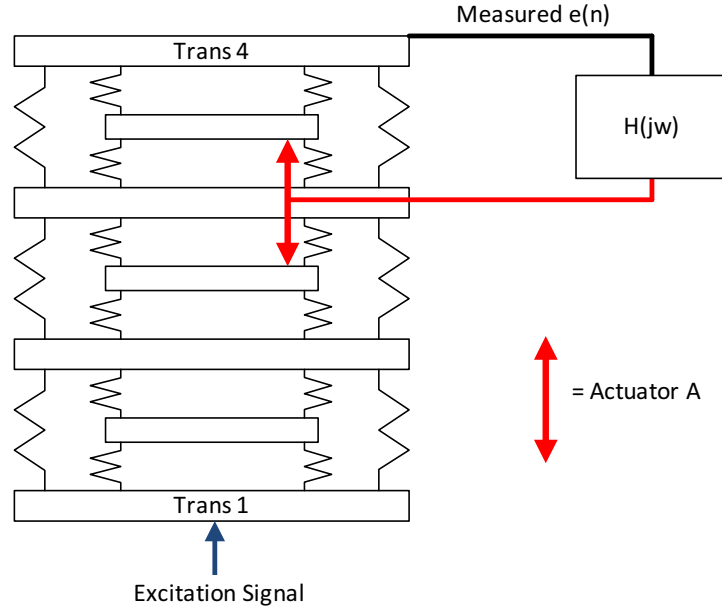 Measured e(n)
Trans 4
H(jw)
= Actuator A
Trans 1
Excitation Signal